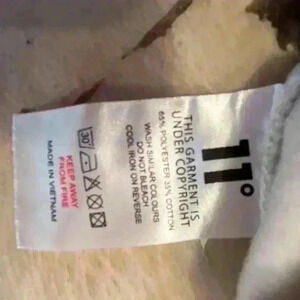 11°
THIS GARMENT IS
UNDER COPYRIGHT
65% POLYESTER 35% COTTON
WASH SIMILAR COLOURS
DO NOT BLEACH
COOL IRON ON REVERSE
30
KEEP AWAY
FROM FIRE
MADE IN VIETNAM